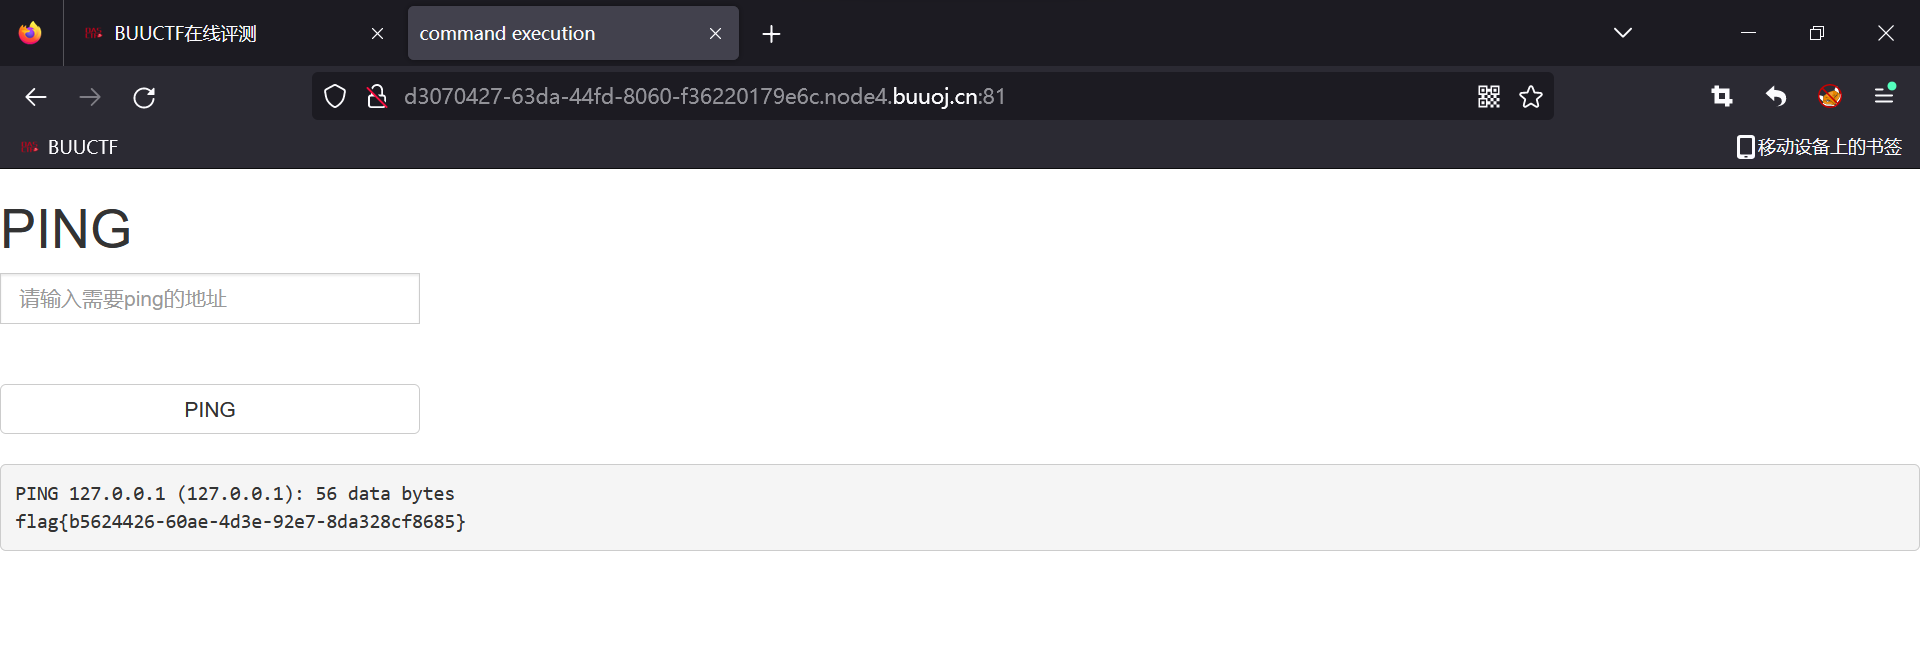 BUUCTF在线评测
command execution
d3070427-63da-44fd-8060-f36220179e6c.node4.buuoj.cn:81
BUUCTF
移动设备上的书签
PING
请输入需要ping的地址
PING
PING 127.0.0.1 (127.0.0.1): 56 data bytes
flag{b5624426-60ae-4d3e-92e7-8da328cf8685}